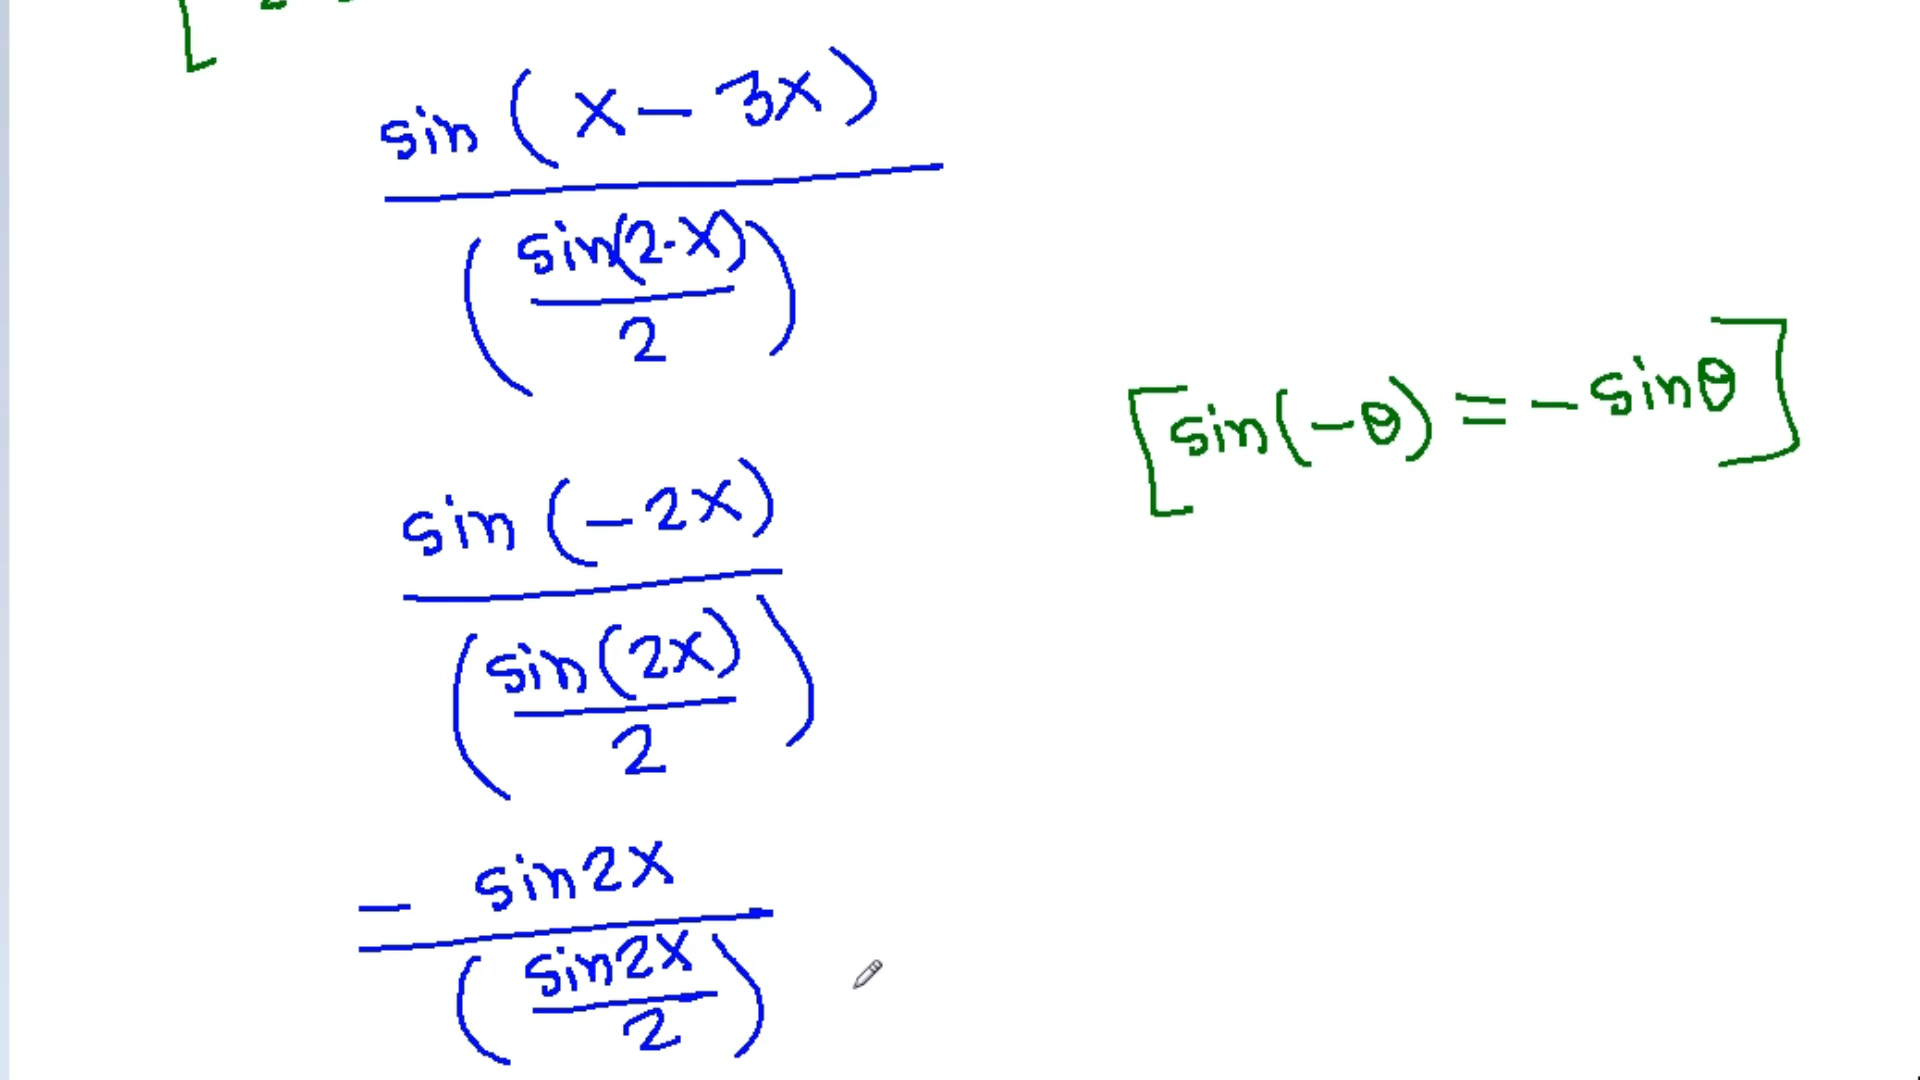 sin (x - 3x)
(sin(2·x)
2)
[sin(-θ) = - sinθ]
sin (-2x)
(sin (2x)
2)
- sin2x
(sin2x
2)